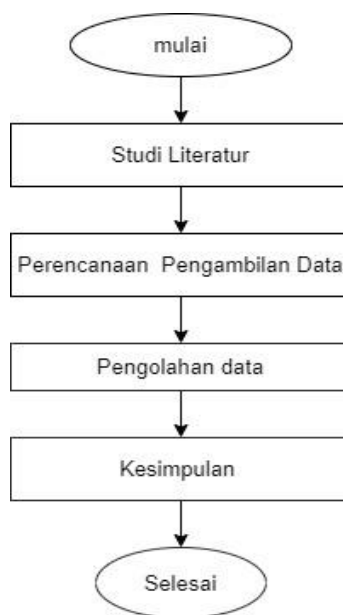 mulai
Studi Literatur
Perencanaan Pengambilan Data
Pengolahan data
Kesimpulan
Selesai